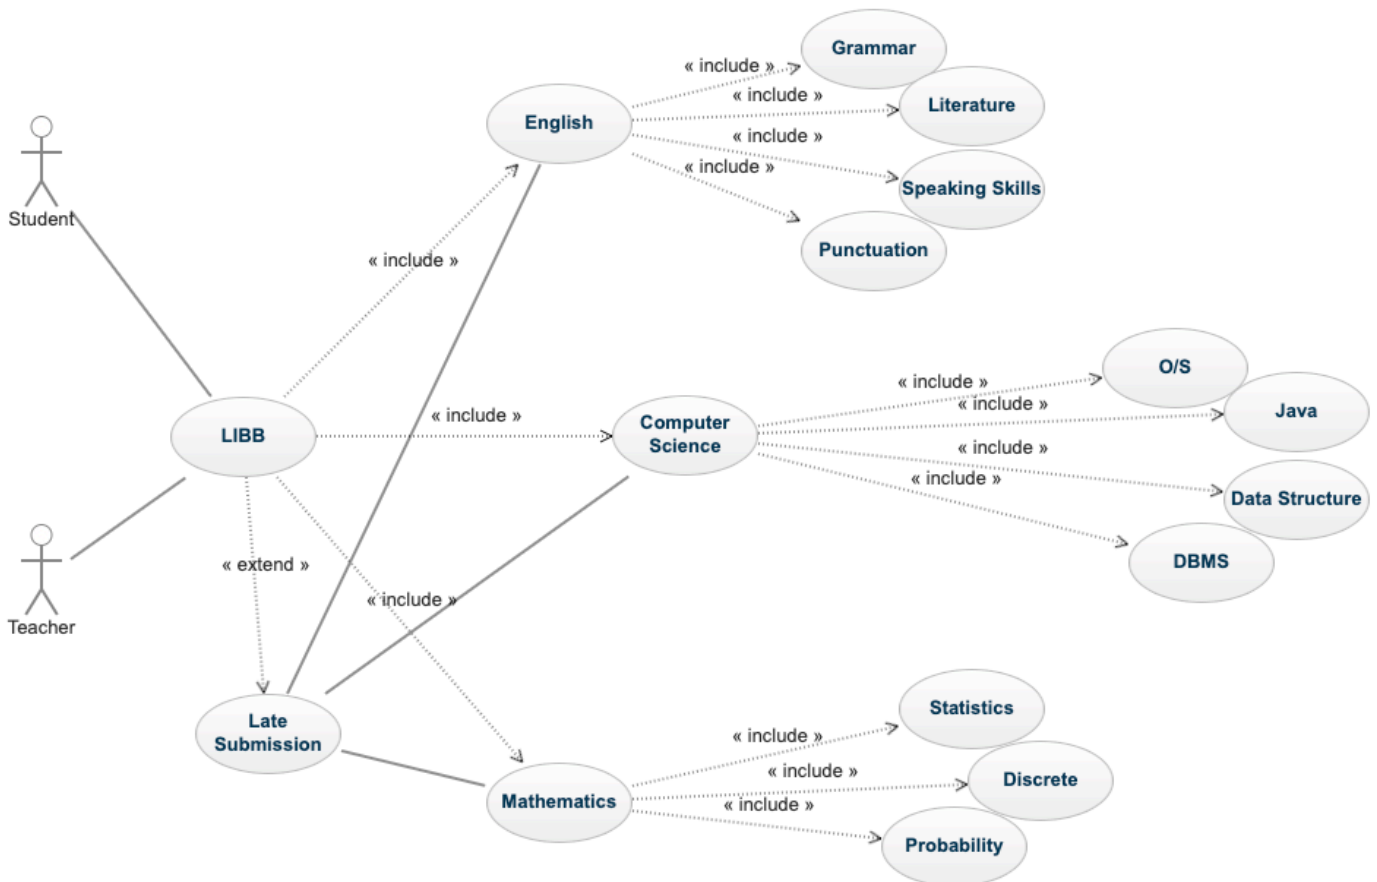 Grammar
« include »
« include »
Literature
English
« include »
« include »
Speaking Skills
Student
Punctuation
« include »
O/S
« include »
« include »
Java
« include »
Computer
Science
LIBB
« include »
« include »
Data Structure
DBMS
« extend »
« include »
Teacher
Statistics
Late
Submission
« include »
« include »
Discrete
Mathematics
« include »
Probability